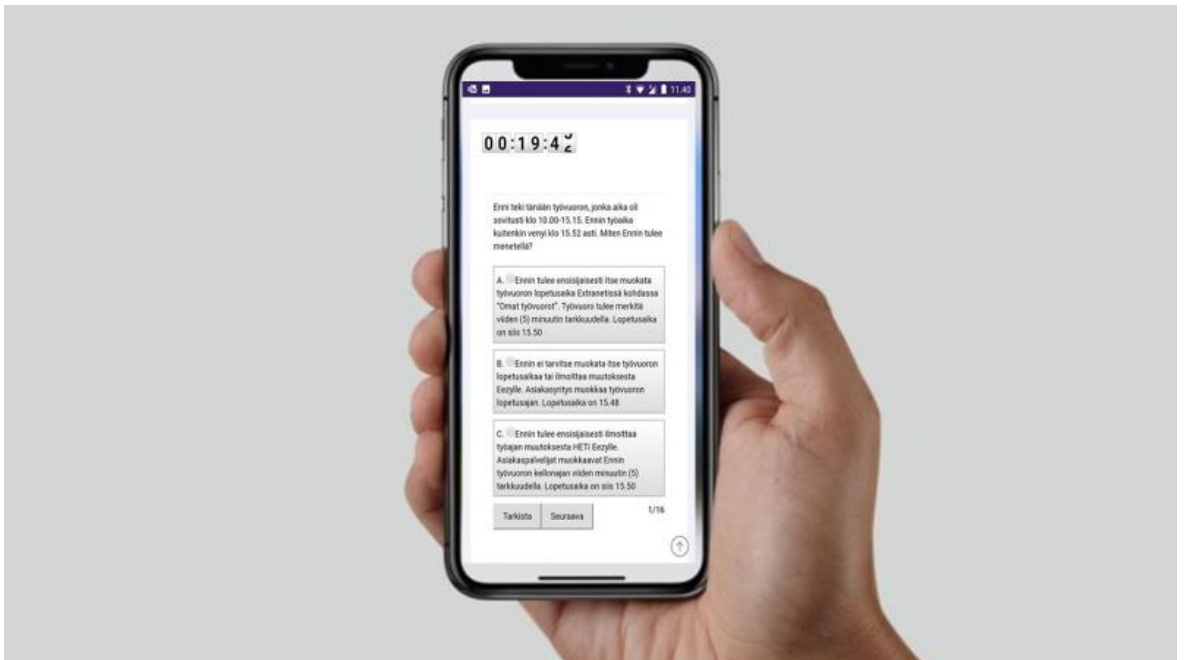 11.40
00:19:4
Enni teki tänään työvuoron, jonka aika oli
sovitusti klo 10.00-15.15. Ennin työaika
kuitenkin venyi klo 15.52 asti. Miten Ennin tulee
menetellä?
A. Ennin tulee ensisijaisesti itse muokata
työvuoron lopetusaika Extranetissä kohdassa
"Omat työvuorot". Työvuoro tulee merkitä
viiden (5) minuutin tarkkuudella. Lopetusaika
on siis 15.50
B. Ennin ei tarvitse muokata itse työvuoron
lopetusaikaa tai ilmoittaa muutoksesta
Eezylle. Asiakasyritys muokkaa työvuoron
lopetusajan. Lopetusaika on 15.48
C. Ennin tulee ensisijaisesti ilmoittaa
työajan muutoksesta HETI Eezylle.
Asiakaspalvelijat muokkaavat Ennin
työvuoron kellonajan viiden minuutin (5)
tarkkuudella. Lopetusaika on siis 15.50
Tarkista Seuraava 1/16